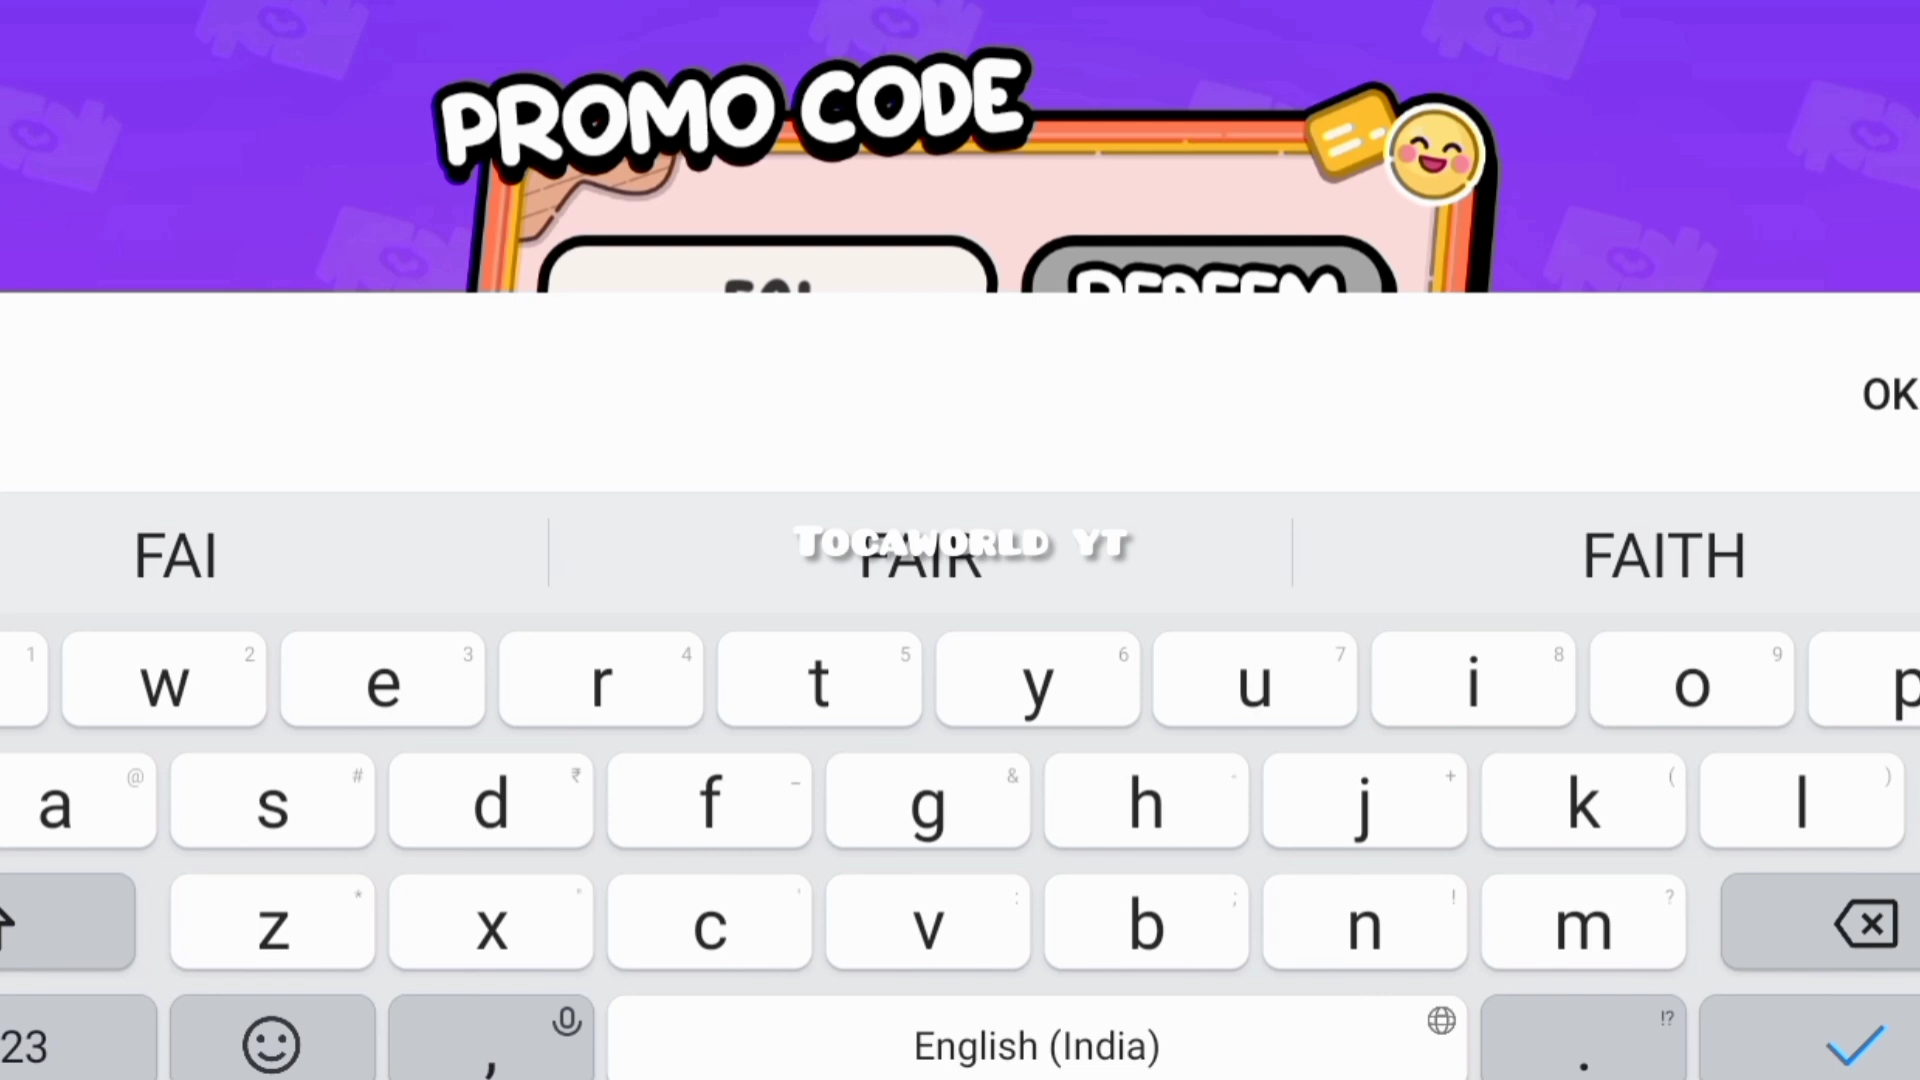 PROMO CODE
REDEEM
OK
FAI FAIR FAITH
Tocaworld YT
1 w 2 e 3 r 4 t 5 y 6 u 7 i 8 o 9 p
a @ s # d ₹ f _ g & h - j + k ( l )
z * x " c ' v : b ; n ! m ?
23 , English (India) . !?